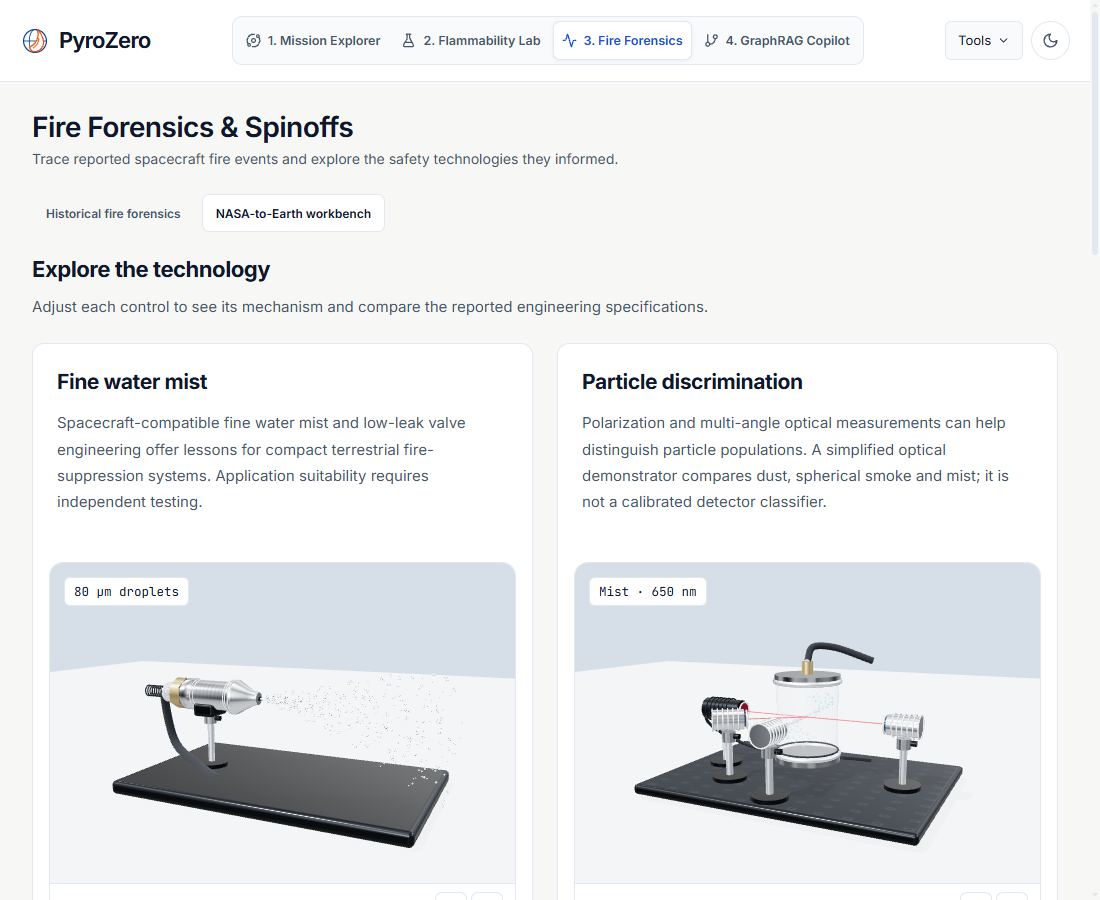 PyroZero
1. Mission Explorer
2. Flammability Lab
3. Fire Forensics
4. GraphRAG Copilot
Tools
Fire Forensics & Spinoffs
Trace reported spacecraft fire events and explore the safety technologies they informed.
Historical fire forensics
NASA-to-Earth workbench
Explore the technology
Adjust each control to see its mechanism and compare the reported engineering specifications.
Fine water mist
Spacecraft-compatible fine water mist and low-leak valve
engineering offer lessons for compact terrestrial fire-
suppression systems. Application suitability requires
independent testing.
80 µm droplets
Particle discrimination
Polarization and multi-angle optical measurements can help
distinguish particle populations. A simplified optical
demonstrator compares dust, spherical smoke and mist; it is
not a calibrated detector classifier.
Mist · 650 nm